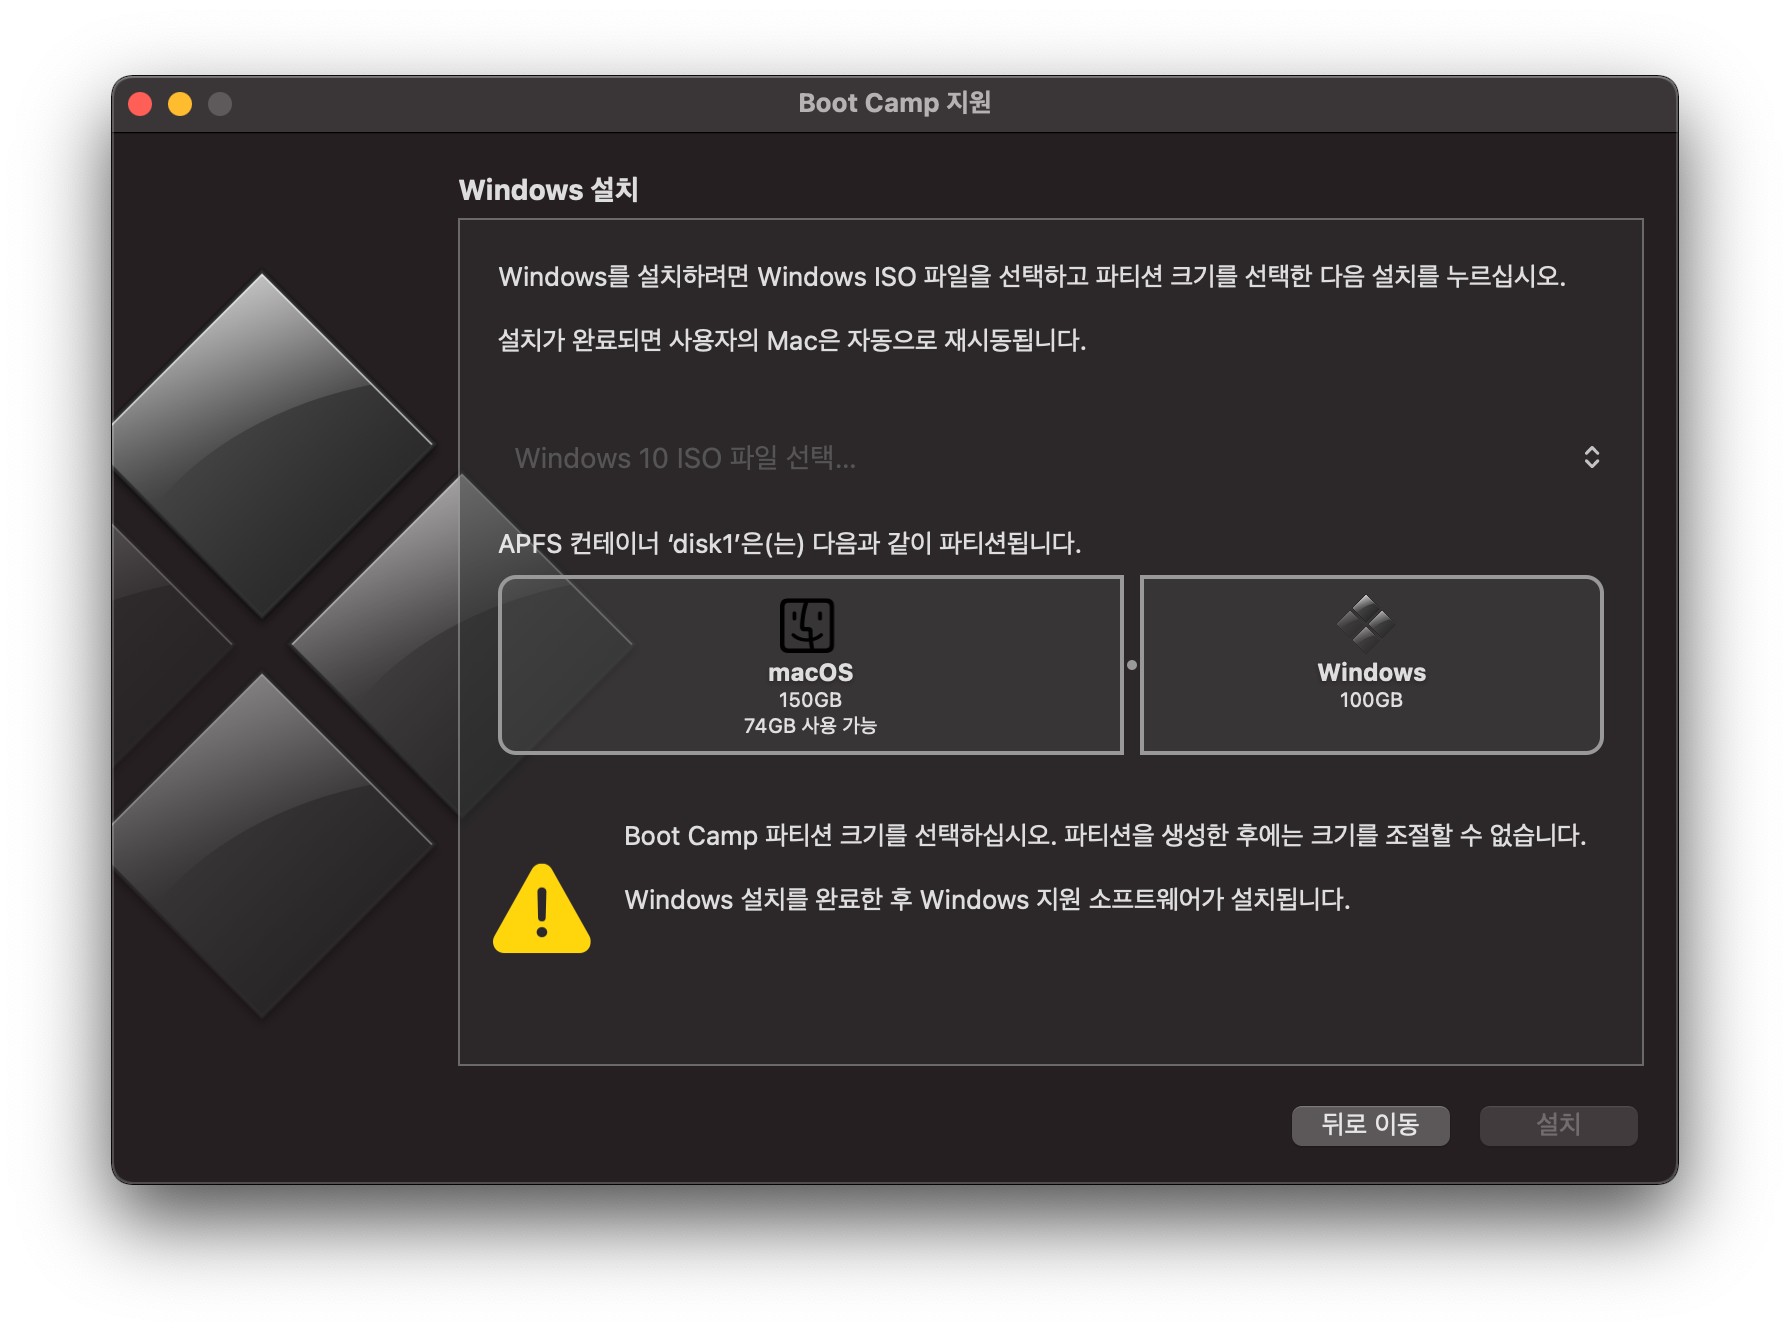 Boot Camp 지원
Windows 설치
Windows를 설치하려면 Windows ISO 파일을 선택하고 파티션 크기를 선택한 다음 설치를 누르십시오.
설치가 완료되면 사용자의 Mac은 자동으로 재시동됩니다.
Windows 10 ISO 파일 선택...
APFS 컨테이너 ‘disk1’은(는) 다음과 같이 파티션됩니다.
macOS
150GB
74GB 사용 가능
Windows
100GB
Boot Camp 파티션 크기를 선택하십시오. 파티션을 생성한 후에는 크기를 조절할 수 없습니다.
Windows 설치를 완료한 후 Windows 지원 소프트웨어가 설치됩니다.
뒤로 이동
설치